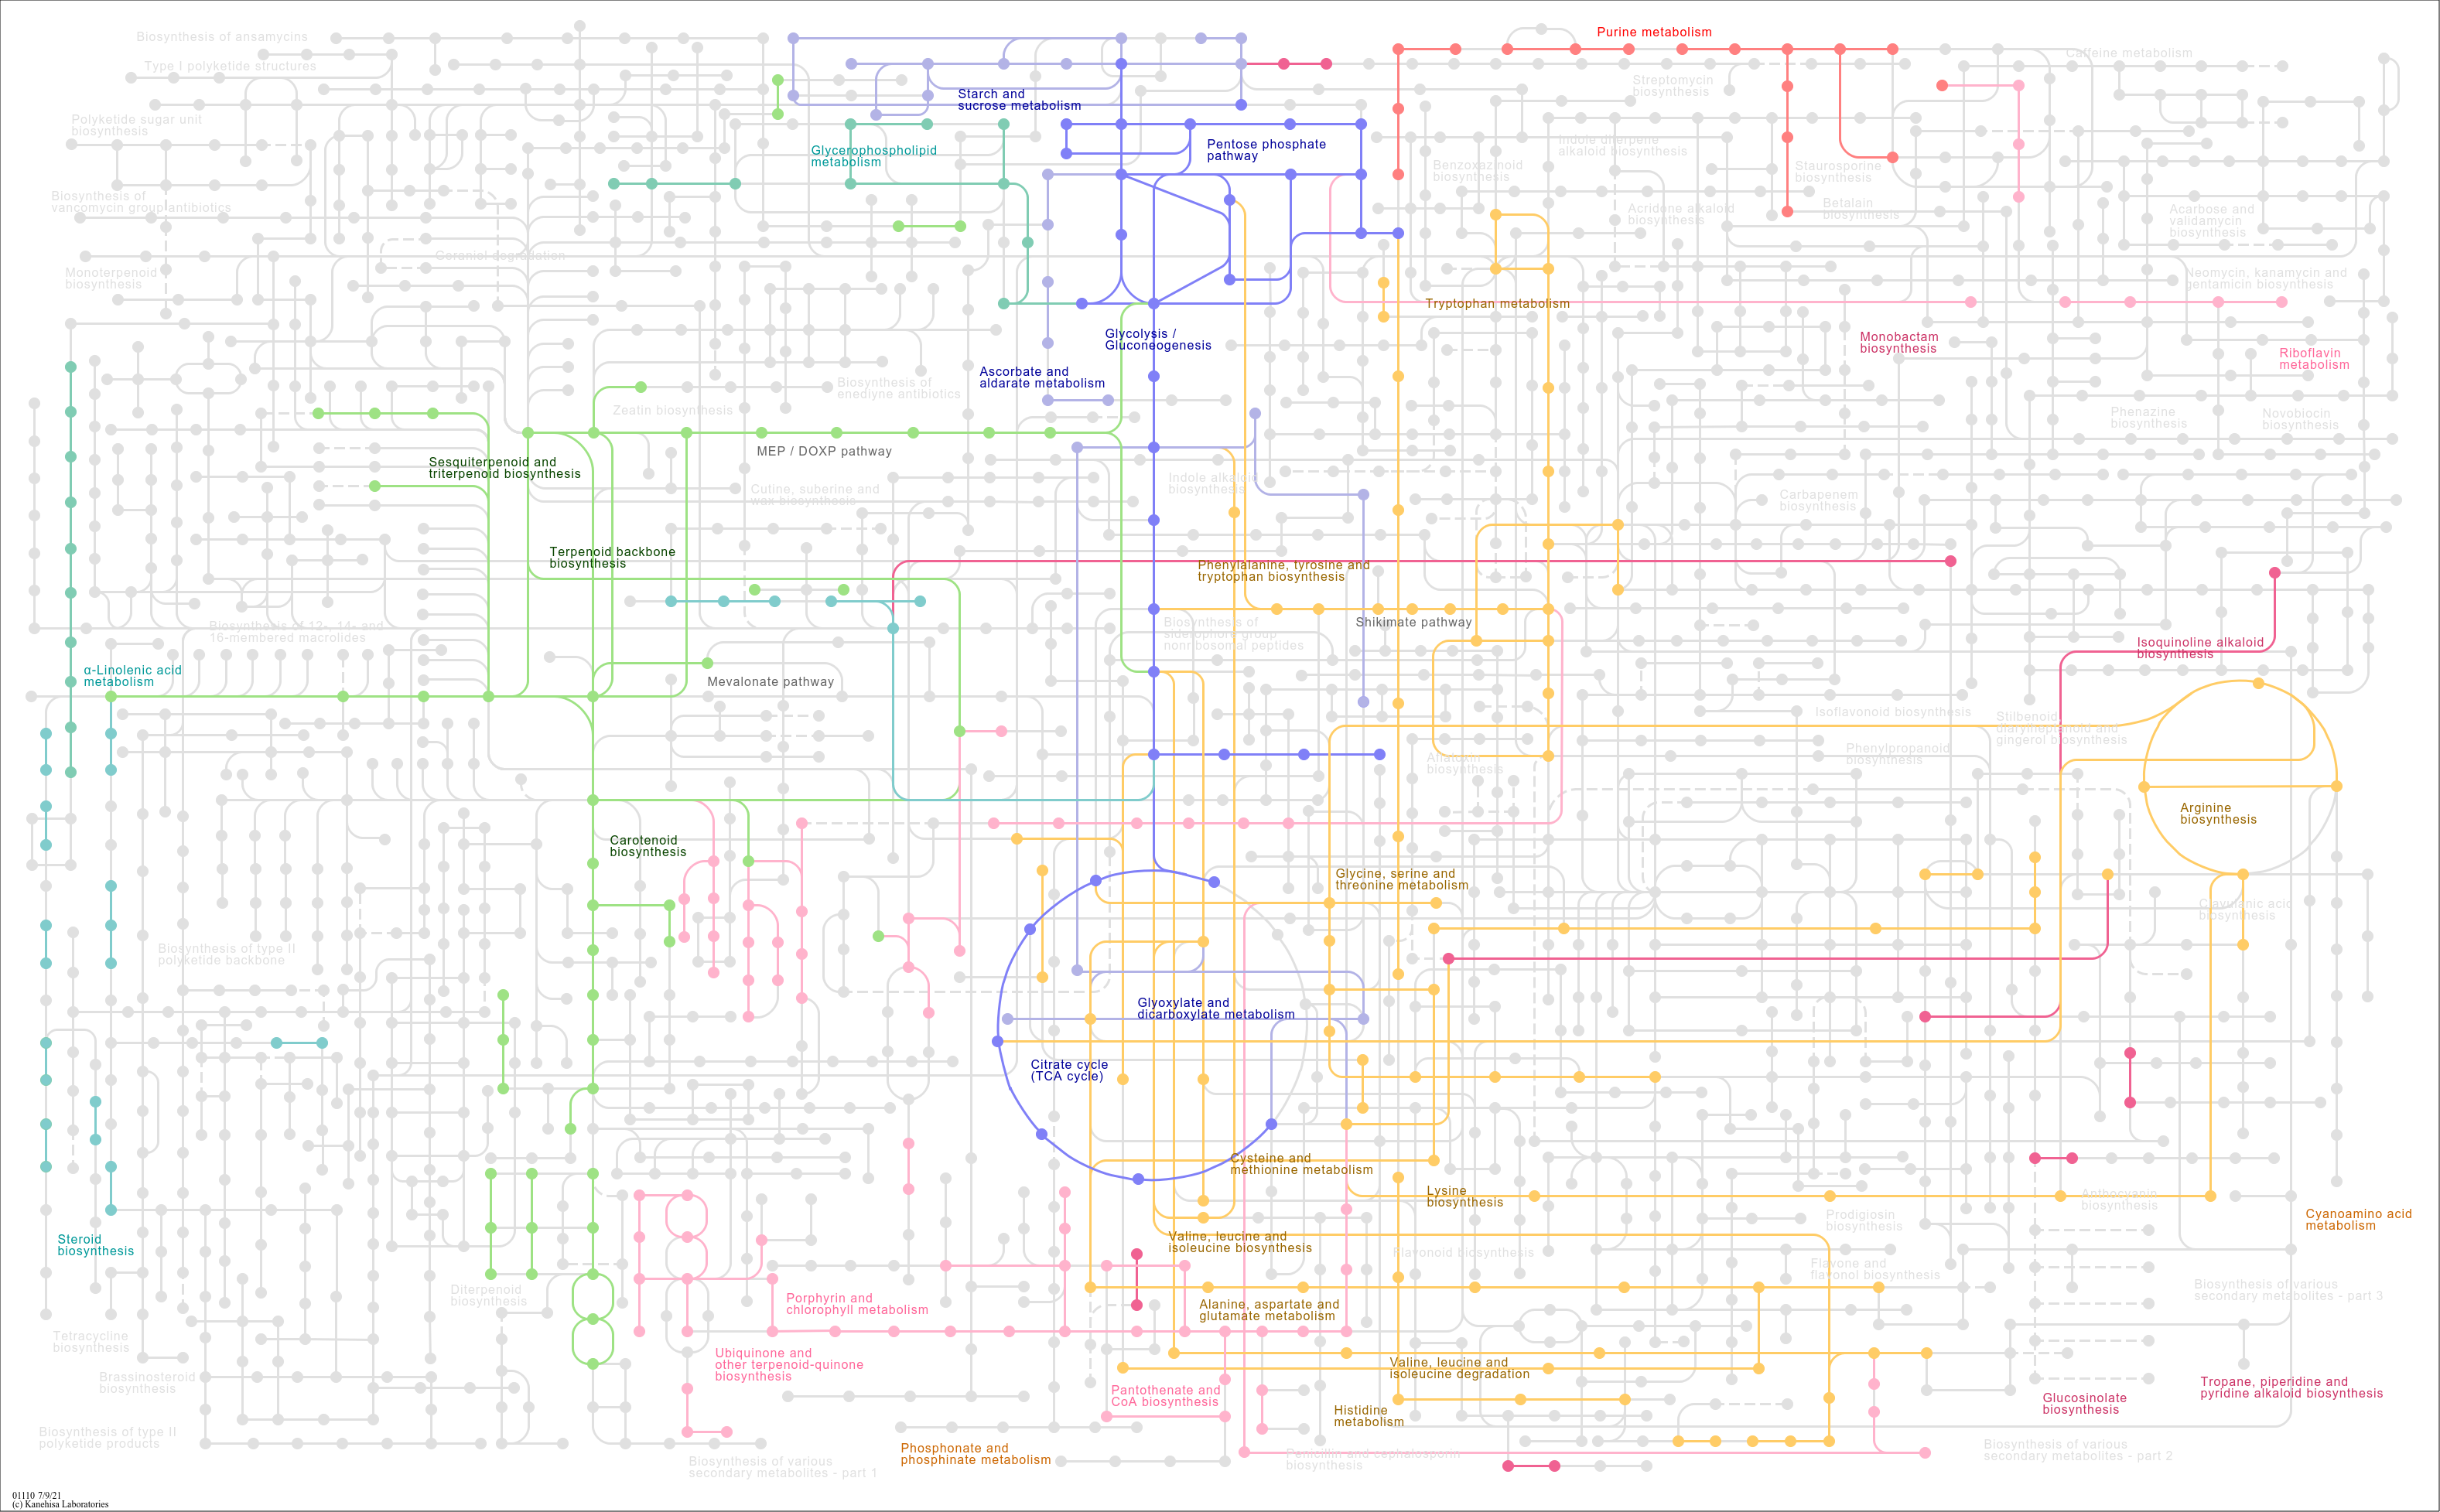 Purine metabolism
Biosynthesis of ansamycins
Caffeine metabolism
Type I polyketide structures
Streptomycin
biosynthesis
Starch and
sucrose metabolism
Polyketide sugar unit
biosynthesis
Glycerophospholipid
metabolism
Pentose phosphate
pathway
Indole diterpene
alkaloid biosynthesis
Benzoxazinoid
biosynthesis
Staurosporine
biosynthesis
Biosynthesis of
vancomycin group antibiotics
Acridone alkaloid
biosynthesis
Betalain
biosynthesis
Acarbose and
validamycin
biosynthesis
Geraniol degradation
Monoterpenoid
biosynthesis
Neomycin, kanamycin and
gentamicin biosynthesis
Tryptophan metabolism
Glycolysis /
Gluconeogenesis
Monobactam
biosynthesis
Riboflavin
metabolism
Ascorbate and
aldarate metabolism
Biosynthesis of
enediyne antibiotics
Zeatin biosynthesis
Phenazine
biosynthesis
Novobiocin
biosynthesis
MEP / DOXP pathway
Sesquiterpenoid and
triterpenoid biosynthesis
Indole alkaloid
biosynthesis
Cutine, suberine and
wax biosynthesis
Carbapenem
biosynthesis
Terpenoid backbone
biosynthesis
Phenylalanine, tyrosine and
tryptophan biosynthesis
Biosynthesis of 12-, 14- and
16-membered macrolides
Biosynthesis of
siderophore group
nonribosomal peptides
Shikimate pathway
Isoquinoline alkaloid
biosynthesis
α-Linolenic acid
metabolism
Mevalonate pathway
Isoflavonoid biosynthesis
Stilbenoid,
diarylheptanoid and
gingerol biosynthesis
Phenylpropanoid
biosynthesis
Aflatoxin
biosynthesis
Arginine
biosynthesis
Carotenoid
biosynthesis
Glycine, serine and
threonine metabolism
Clavulanic acid
biosynthesis
Biosynthesis of type II
polyketide backbone
Glyoxylate and
dicarboxylate metabolism
Citrate cycle
(TCA cycle)
Cysteine and
methionine metabolism
Lysine
biosynthesis
Anthocyanin
biosynthesis
Prodigiosin
biosynthesis
Cyanoamino acid
metabolism
Steroid
biosynthesis
Valine, leucine and
isoleucine biosynthesis
Flavonoid biosynthesis
Flavone and
flavonol biosynthesis
Diterpenoid
biosynthesis
Biosynthesis of various
secondary metabolites - part 3
Porphyrin and
chlorophyll metabolism
Alanine, aspartate and
glutamate metabolism
Tetracycline
biosynthesis
Ubiquinone and
other terpenoid-quinone
biosynthesis
Valine, leucine and
isoleucine degradation
Brassinosteroid
biosynthesis
Pantothenate and
CoA biosynthesis
Tropane, piperidine and
pyridine alkaloid biosynthesis
Glucosinolate
biosynthesis
Histidine
metabolism
Biosynthesis of type II
polyketide products
Phosphonate and
phosphinate metabolism
Penicillin and cephalosporin
biosynthesis
Biosynthesis of various
secondary metabolites - part 2
Biosynthesis of various
secondary metabolites - part 1
01110 7/9/21
(c) Kanehisa Laboratories